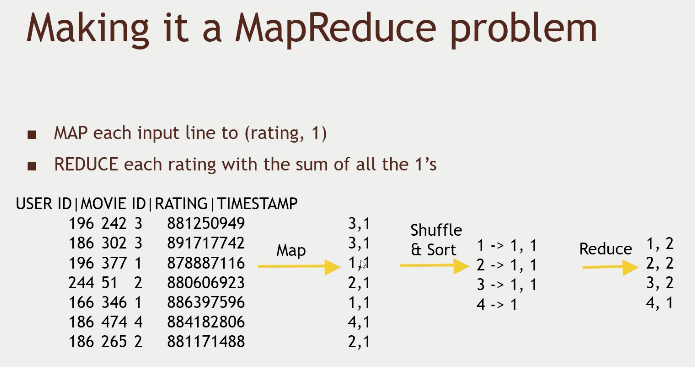 Making it a MapReduce problem
■ MAP each input line to (rating, 1)
■ REDUCE each rating with the sum of all the 1's
USER ID|MOVIE ID|RATING|TIMESTAMP
196 242 3 881250949
186 302 3 891717742
196 377 1 878887116
244 51 2 880606923
166 346 1 886397596
186 474 4 884182806
186 265 2 881171488
Map
3,1
3,1
1,1
2,1
1,1
4,1
2,1
Shuffle
& Sort
1 -> 1, 1
2 -> 1, 1
3 -> 1, 1
4 -> 1
Reduce
1, 2
2, 2
3, 2
4, 1